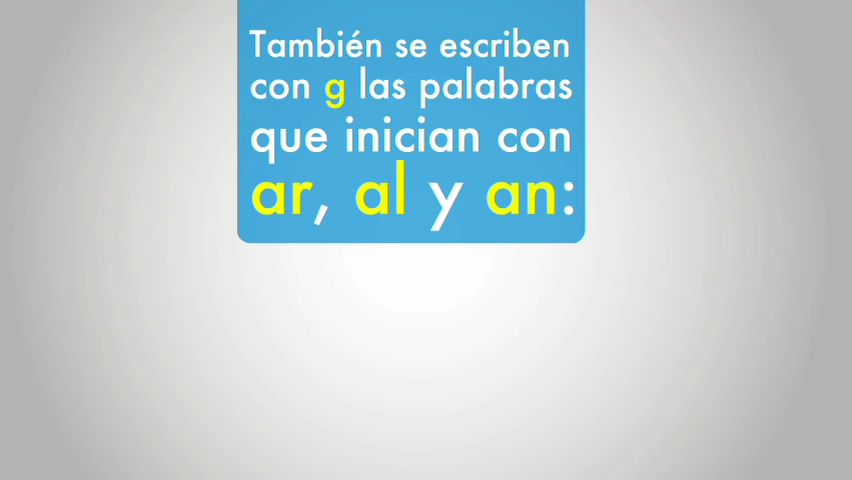 También se escriben
con g las palabras
que inician con
ar, al y an: